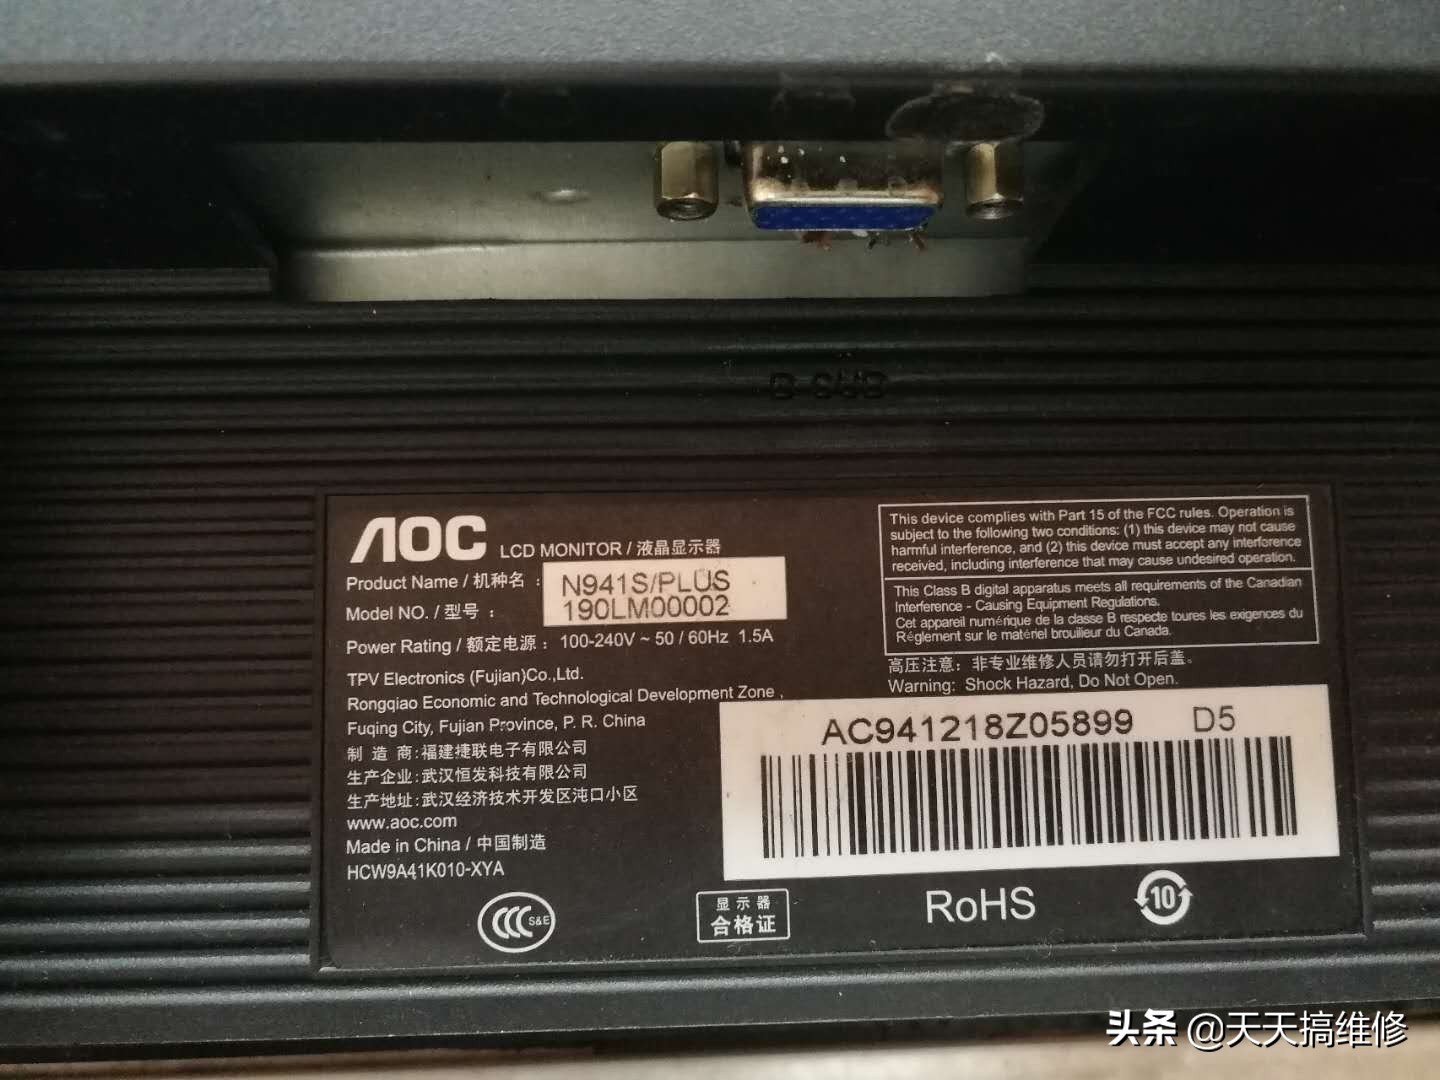 D-SUB
AOC LCD MONITOR / 液晶显示器
Product Name / 机种名 : N941S/PLUS
Model NO. / 型号 : 190LM00002
Power Rating / 额定电源 : 100-240V ~ 50 / 60Hz 1.5A
TPV Electronics (Fujian)Co.,Ltd.
Rongqiao Economic and Technological Development Zone ,
Fuqing City, Fujian Province, P. R. China
制 造 商:福建捷联电子有限公司
生产企业:武汉恒发科技有限公司
生产地址:武汉经济技术开发区沌口小区
www.aoc.com
Made in China / 中国制造
HCW9A41K010-XYA
This device complies with Part 15 of the FCC rules. Operation is
subject to the following two conditions: (1) this device may not cause
harmful interference, and (2) this device must accept any interference
received, including interference that may cause undesired operation.
This Class B digital apparatus meets all requirements of the Canadian
Interference - Causing Equipment Regulations.
Cet appareil numérique de la classe B respecte toures les exigences du
Réglement sur le matériel brouilleur du Canada.
高压注意：非专业维修人员请勿打开后盖。
Warning: Shock Hazard, Do Not Open.
AC941218Z05899 D5
CCC S&E
显示器
合格证
RoHS
10
头条 @天天搞维修